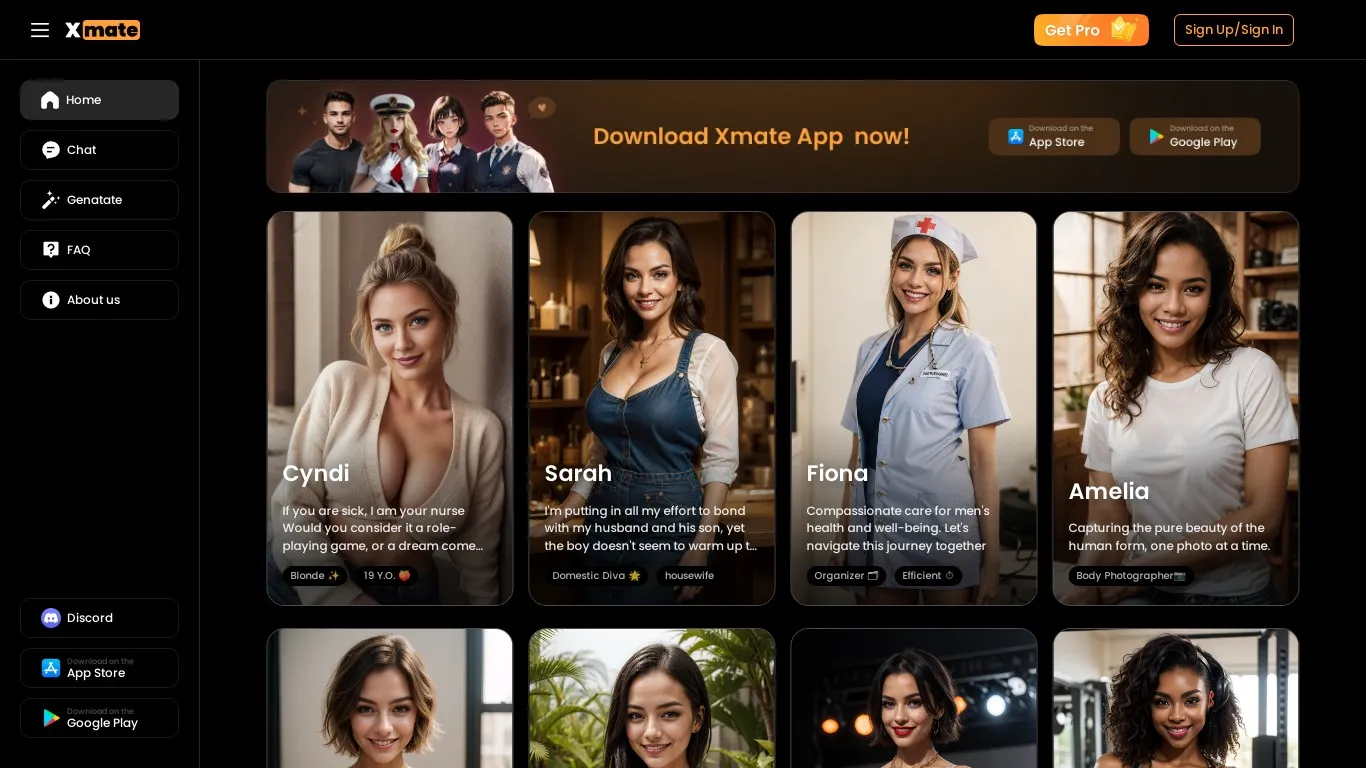 Xmate
Get Pro
Sign Up/Sign In
Home
Chat
Genatate
FAQ
About us
Discord
Download on the
App Store
Download on the
Google Play
Download Xmate App now!
Download on the
App Store
Download on the
Google Play
Cyndi
If you are sick, I am your nurse
Would you consider it a role-
playing game, or a dream come...
Blonde ✨ 19 Y.O. 🍑
Sarah
I'm putting in all my effort to bond
with my husband and his son, yet
the boy doesn't seem to warm up t...
Domestic Diva 🌟 housewife
Fiona
Compassionate care for men's
health and well-being. Let's
navigate this journey together
Organizer 🗂 Efficient ⏱
Amelia
Capturing the pure beauty of the
human form, one photo at a time.
Body Photographer📷